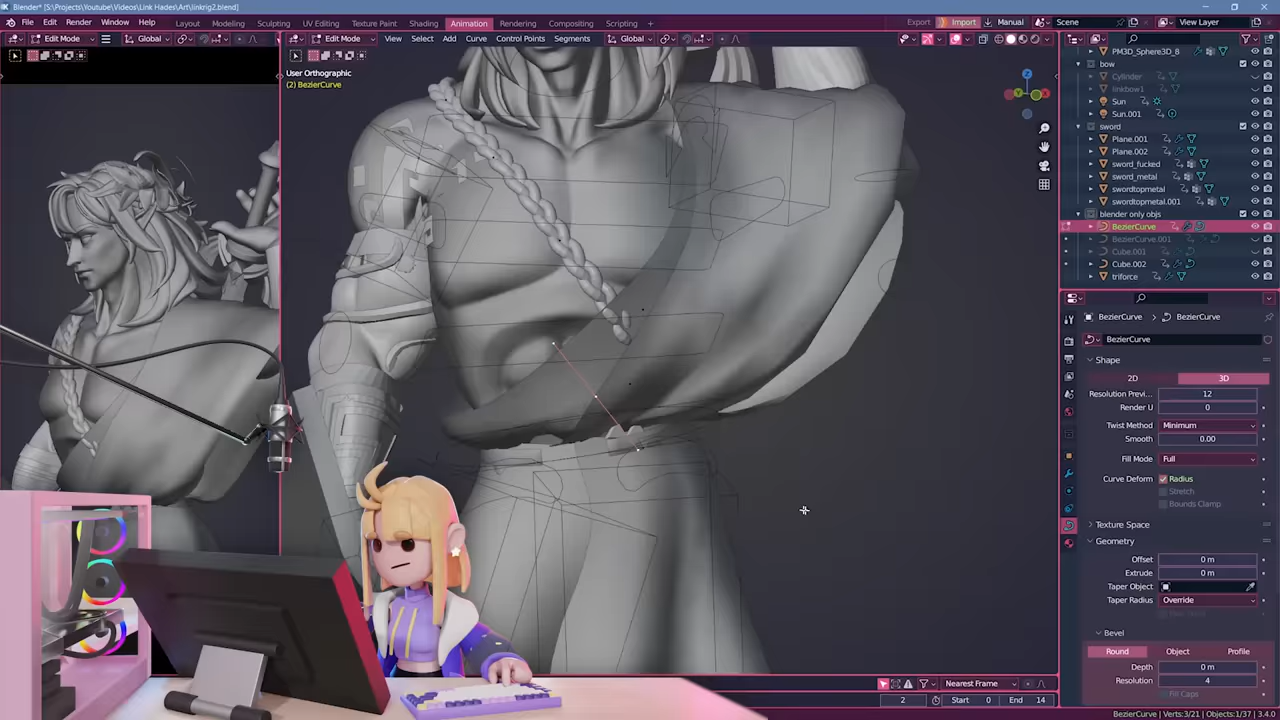 Blender* [S:\Projects\Youtube\Videos\Link Hades\Art\linkrig2.blend]
File Edit Render Window Help
Layout Modeling Sculpting UV Editing Texture Paint Shading Animation Rendering Compositing Scripting +
Export Import Manual Scene View Layer
Edit Mode Global
Edit Mode View Select Add Curve Control Points Segments Global
User Orthographic
(2) BezierCurve
Z
Y
X
PM3D_Sphere3D_8
bow
Cylinder
linkbow1
Sun
Sun.001
sword
Plane.001
Plane.002
sword_fucked
sword_metal
swordtopmetal
swordtopmetal.001
blender only objs
BezierCurve
BezierCurve.001
Cube.001
Cube.002
triforce
BezierCurve > BezierCurve
BezierCurve
Shape
2D 3D
Resolution Previ... 12
Render U 0
Twist Method Minimum
Smooth 0.00
Fill Mode Full
Curve Deform Radius
Stretch
Bounds Clamp
Texture Space
Geometry
Offset 0 m
Extrude 0 m
Taper Object
Taper Radius Override
Bevel
Round Object Profile
Depth 0 m
Resolution 4
Fill Caps
Nearest Frame
2 Start 0 End 14
BezierCurve | Verts:3/21 | Objects:1/37 | 3.4.0